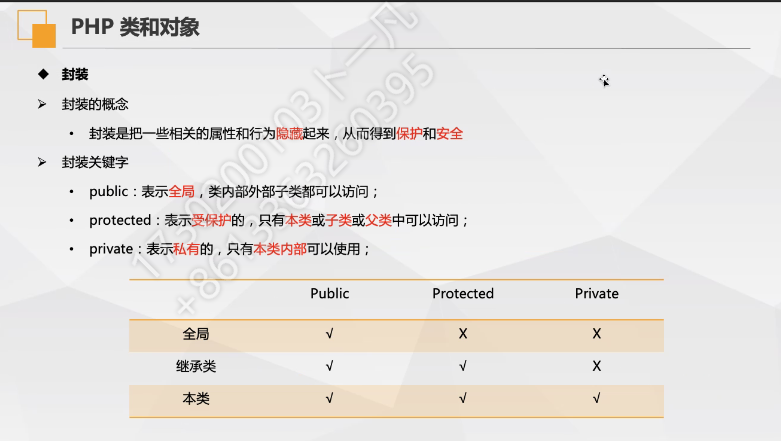 PHP 类和对象
◆ 封装
➢ 封装的概念
• 封装是把一些相关的属性和行为隐藏起来，从而得到保护和安全
➢ 封装关键字
• public：表示全局，类内部外部子类都可以访问；
• protected：表示受保护的，只有本类或子类或父类中可以访问；
• private：表示私有的，只有本类内部可以使用；
Public Protected Private
全局 √ X X
继承类 √ √ X
本类 √ √ √